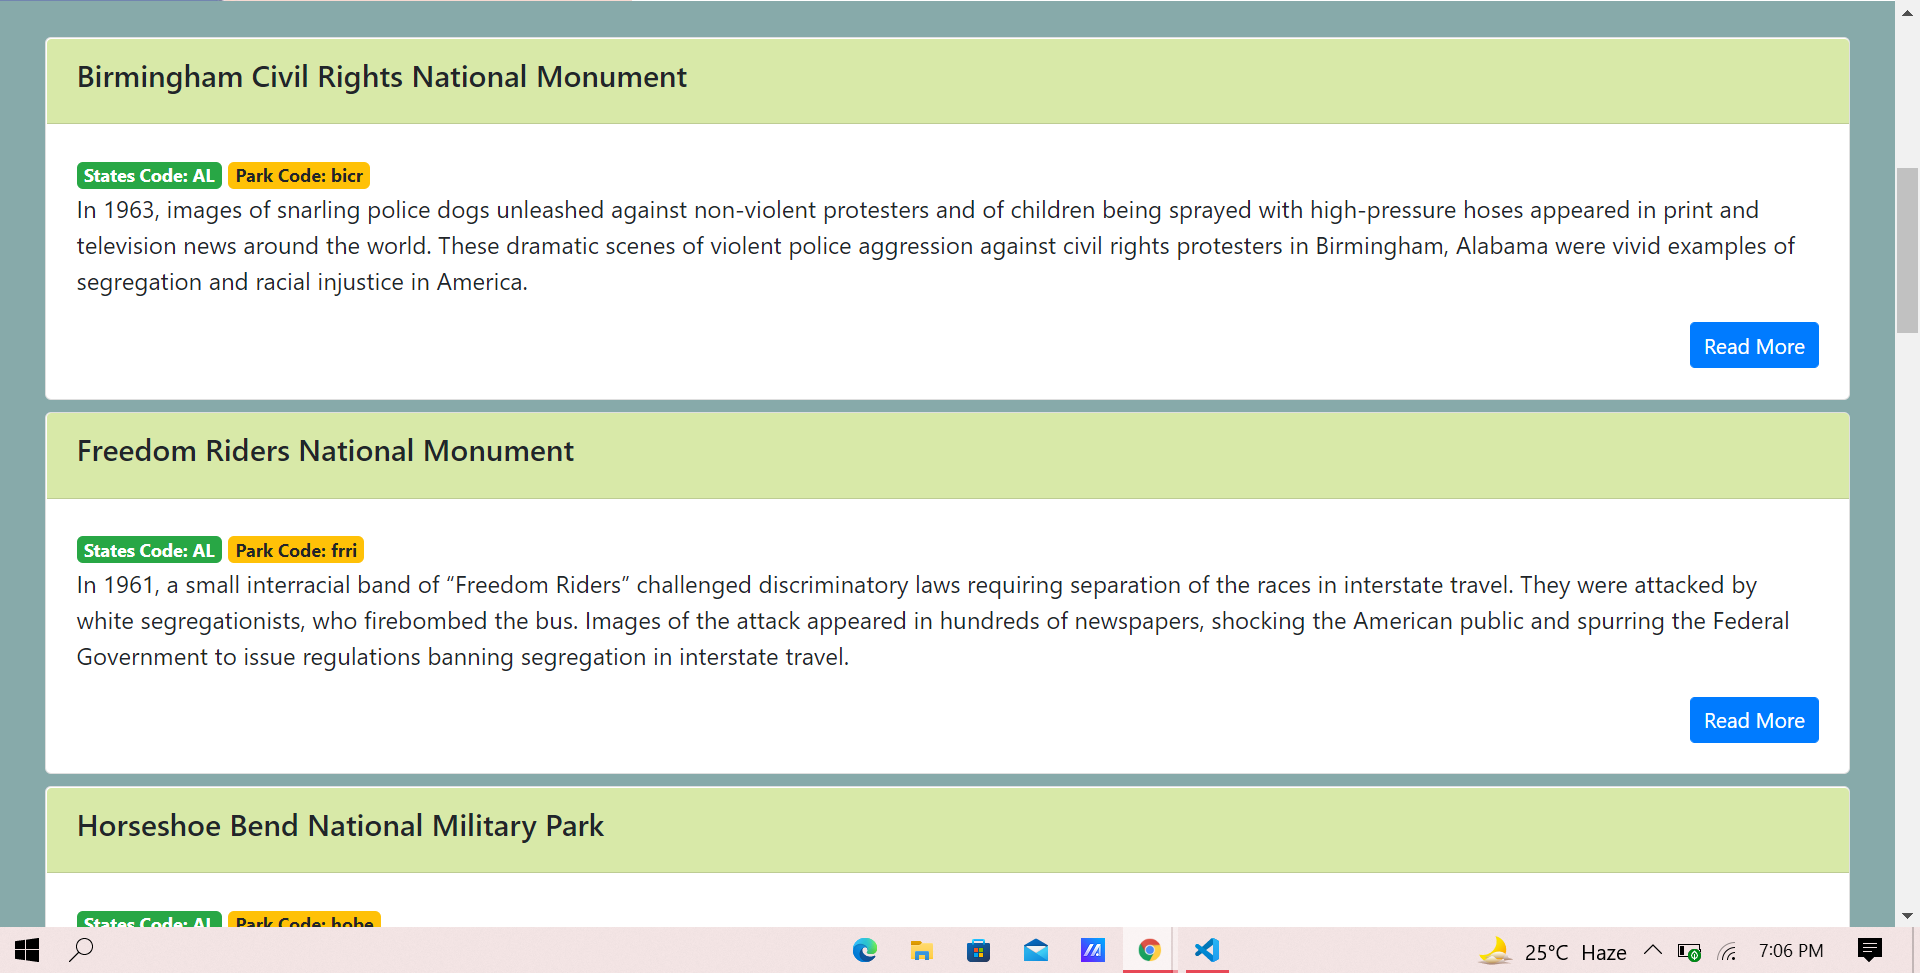 Birmingham Civil Rights National Monument
States Code: AL Park Code: bicr
In 1963, images of snarling police dogs unleashed against non-violent protesters and of children being sprayed with high-pressure hoses appeared in print and
television news around the world. These dramatic scenes of violent police aggression against civil rights protesters in Birmingham, Alabama were vivid examples of
segregation and racial injustice in America.
Read More
Freedom Riders National Monument
States Code: AL Park Code: frri
In 1961, a small interracial band of “Freedom Riders” challenged discriminatory laws requiring separation of the races in interstate travel. They were attacked by
white segregationists, who firebombed the bus. Images of the attack appeared in hundreds of newspapers, shocking the American public and spurring the Federal
Government to issue regulations banning segregation in interstate travel.
Read More
Horseshoe Bend National Military Park
States Code: AL Park Code: hobe
25°C Haze 7:06 PM